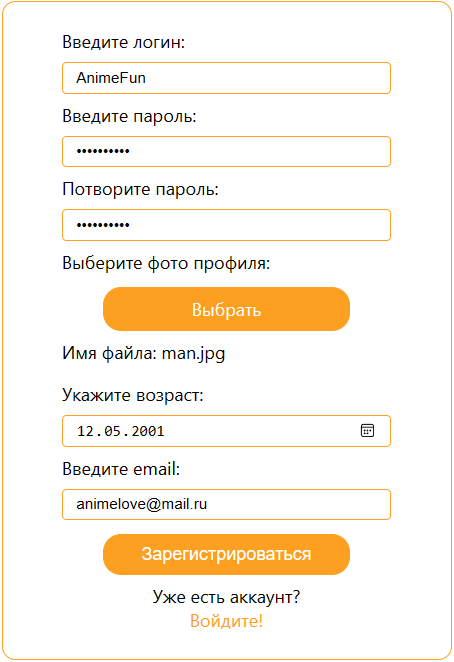 Введите логин:
AnimeFun
Введите пароль:
••••••••••
Потворите пароль:
••••••••••
Выберите фото профиля:
Выбрать
Имя файла: man.jpg
Укажите возраст:
12.05.2001
Введите email:
animelove@mail.ru
Зарегистрироваться
Уже есть аккаунт?
Войдите!